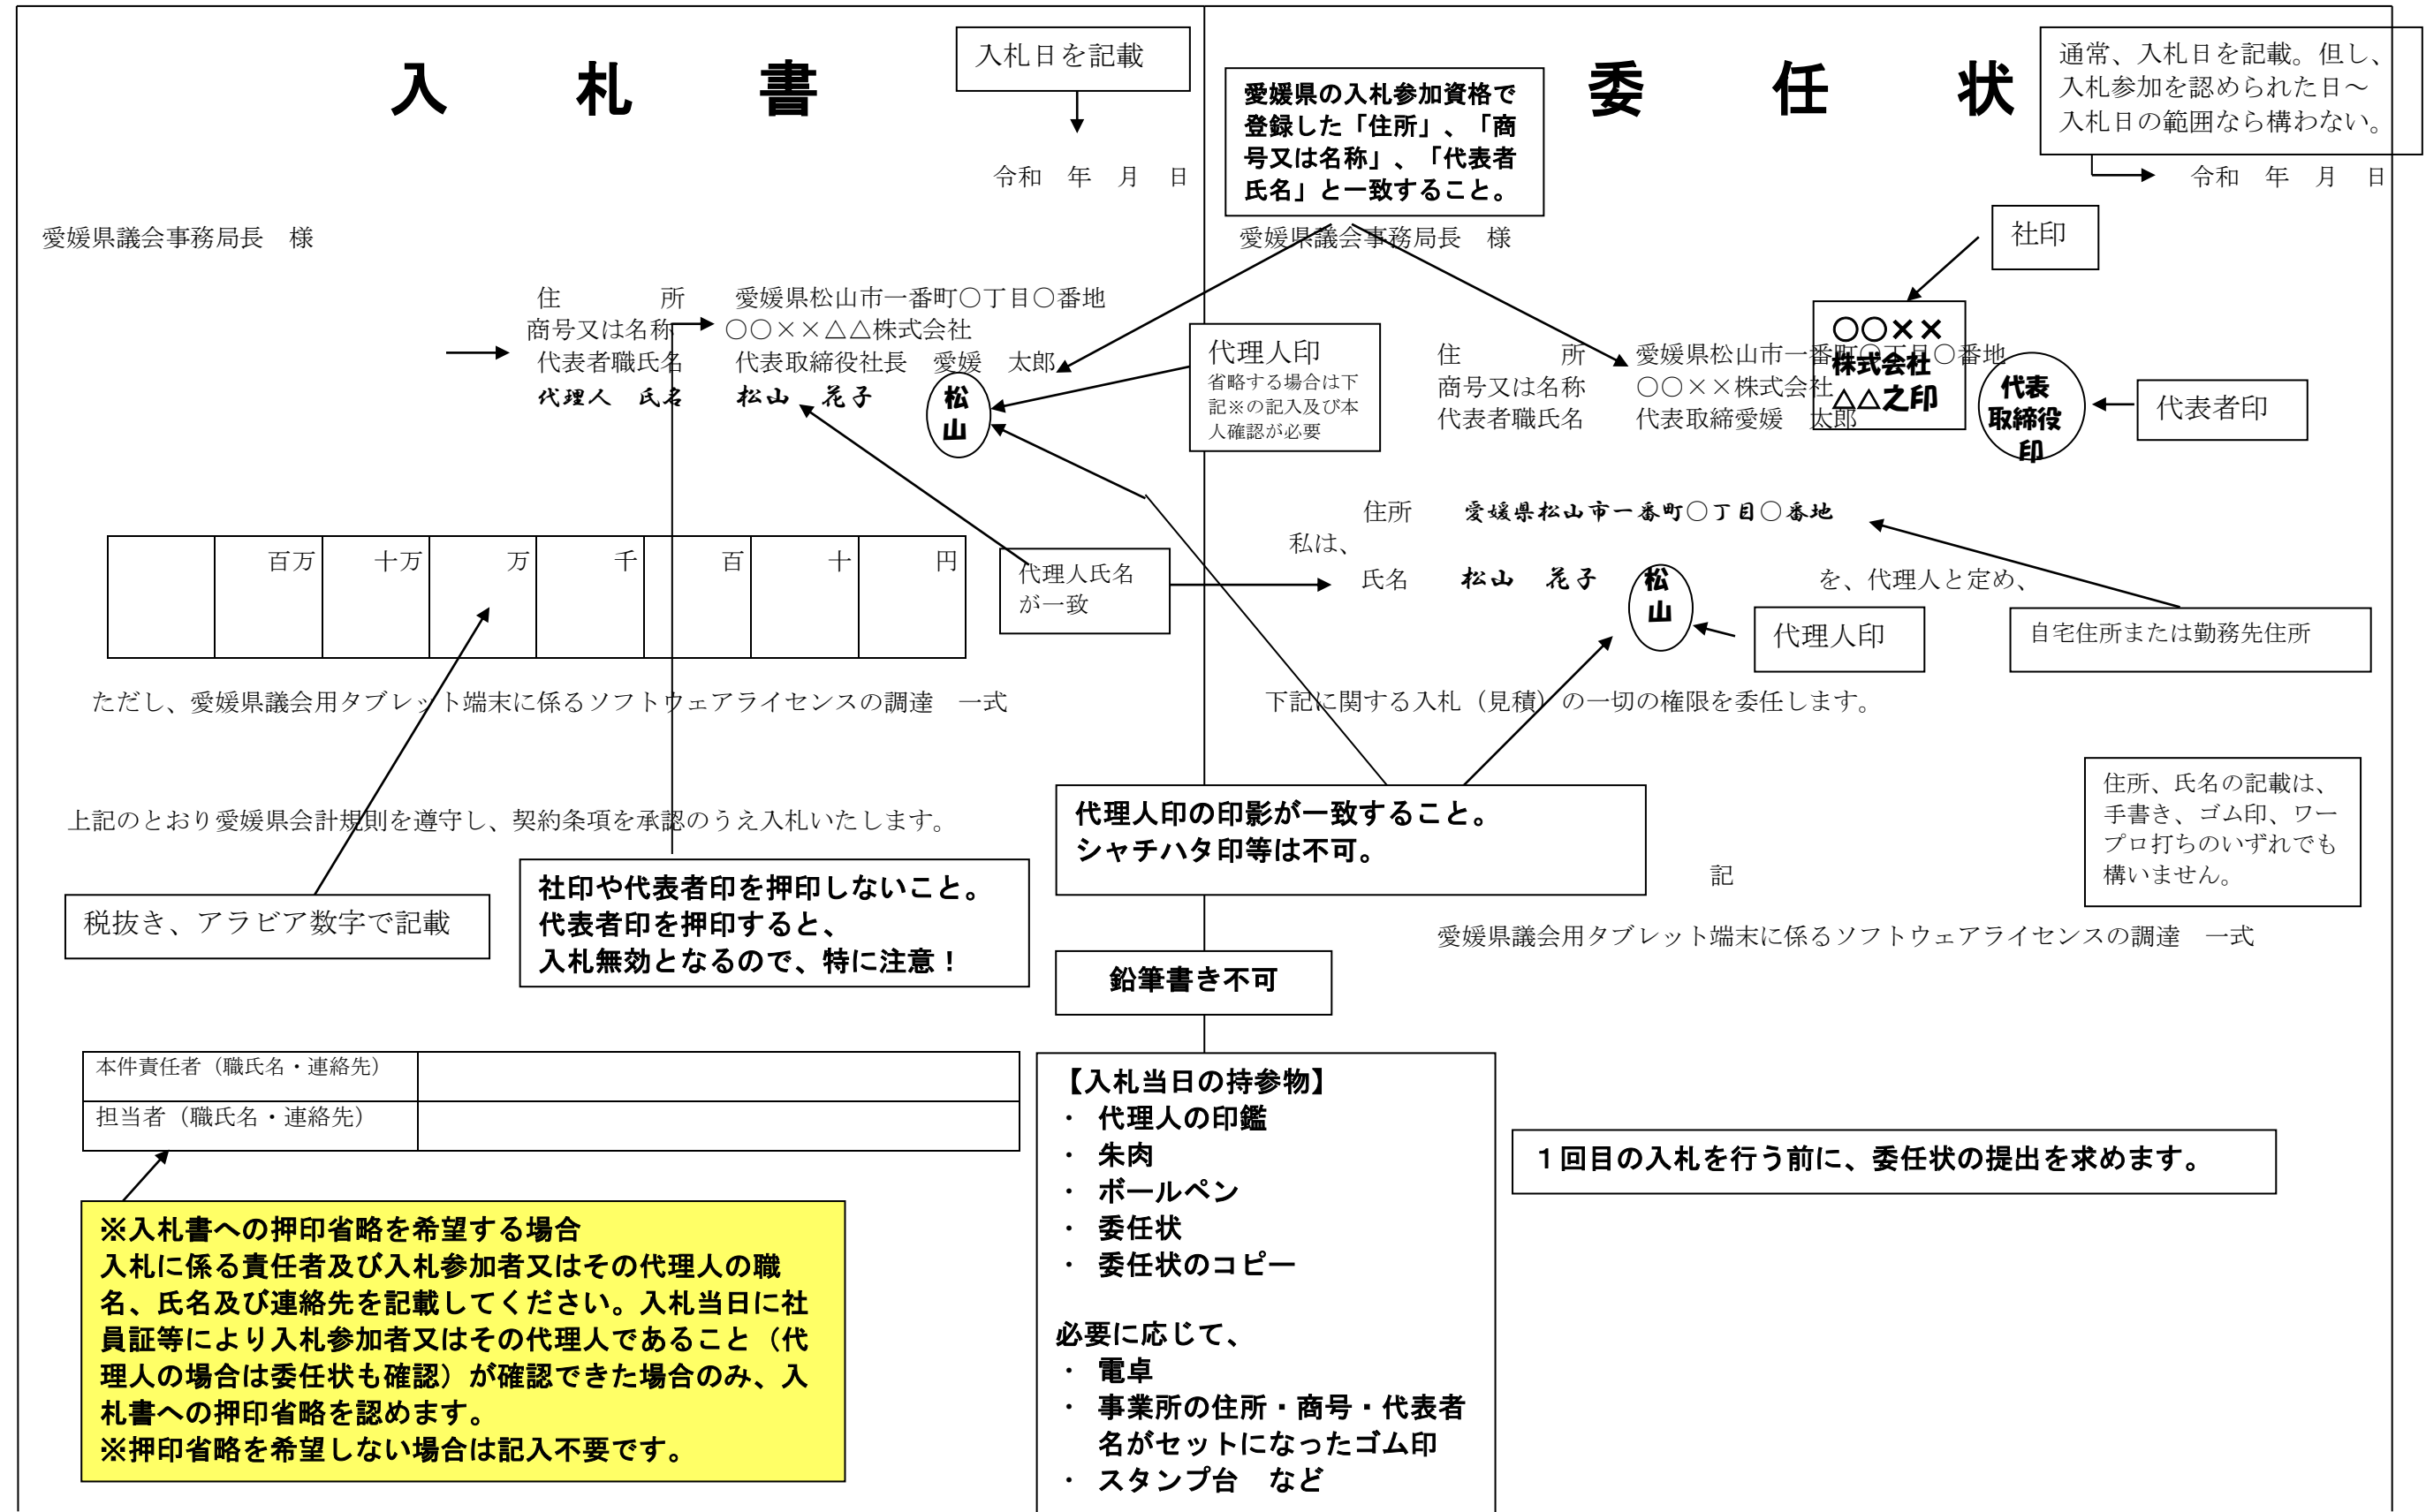 入　札　書
入札日を記載
令和　年　月　日
愛媛県議会事務局長　様
住　　　　所　　愛媛県松山市一番町〇丁目〇番地
商号又は名称　　〇〇××△△株式会社
代表者職氏名　　代表取締役社長　愛媛　太郎
代理人　氏名　　松山　花子
松
山
代理人印
省略する場合は下
記※の記入及び本
人確認が必要
百万　十万　万　千　百　十　円
代理人氏名
が一致
ただし、愛媛県議会用タブレット端末に係るソフトウェアライセンスの調達　一式
上記のとおり愛媛県会計規則を遵守し、契約条項を承認のうえ入札いたします。
税抜き、アラビア数字で記載
社印や代表者印を押印しないこと。
代表者印を押印すると、
入札無効となるので、特に注意！
本件責任者（職氏名・連絡先）
担当者（職氏名・連絡先）
※入札書への押印省略を希望する場合
入札に係る責任者及び入札参加者又はその代理人の職
名、氏名及び連絡先を記載してください。入札当日に社
員証等により入札参加者又はその代理人であること（代
理人の場合は委任状も確認）が確認できた場合のみ、入
札書への押印省略を認めます。
※押印省略を希望しない場合は記入不要です。
委　任　状
通常、入札日を記載。但し、
入札参加を認められた日～
入札日の範囲なら構わない。
愛媛県の入札参加資格で
登録した「住所」、「商
号又は名称」、「代表者
氏名」と一致すること。
令和　年　月　日
愛媛県議会事務局長　様
社印
住　　　　所　　愛媛県松山市一番町〇丁目〇番地
商号又は名称　　〇〇××株式会社
代表者職氏名　　代表取締愛媛　太郎
〇〇××
株式会社
△△之印
代表
取締役
印
代表者印
住所　　愛媛県松山市一番町〇丁目〇番地
私は、
氏名　　松山　花子
松
山
を、代理人と定め、
代理人印
自宅住所または勤務先住所
下記に関する入札（見積）の一切の権限を委任します。
代理人印の印影が一致すること。
シャチハタ印等は不可。
住所、氏名の記載は、
手書き、ゴム印、ワー
プロ打ちのいずれでも
構いません。
記
愛媛県議会用タブレット端末に係るソフトウェアライセンスの調達　一式
鉛筆書き不可
【入札当日の持参物】
・ 代理人の印鑑
・ 朱肉
・ ボールペン
・ 委任状
・ 委任状のコピー
必要に応じて、
・ 電卓
・ 事業所の住所・商号・代表者
名がセットになったゴム印
・ スタンプ台　など
１回目の入札を行う前に、委任状の提出を求めます。